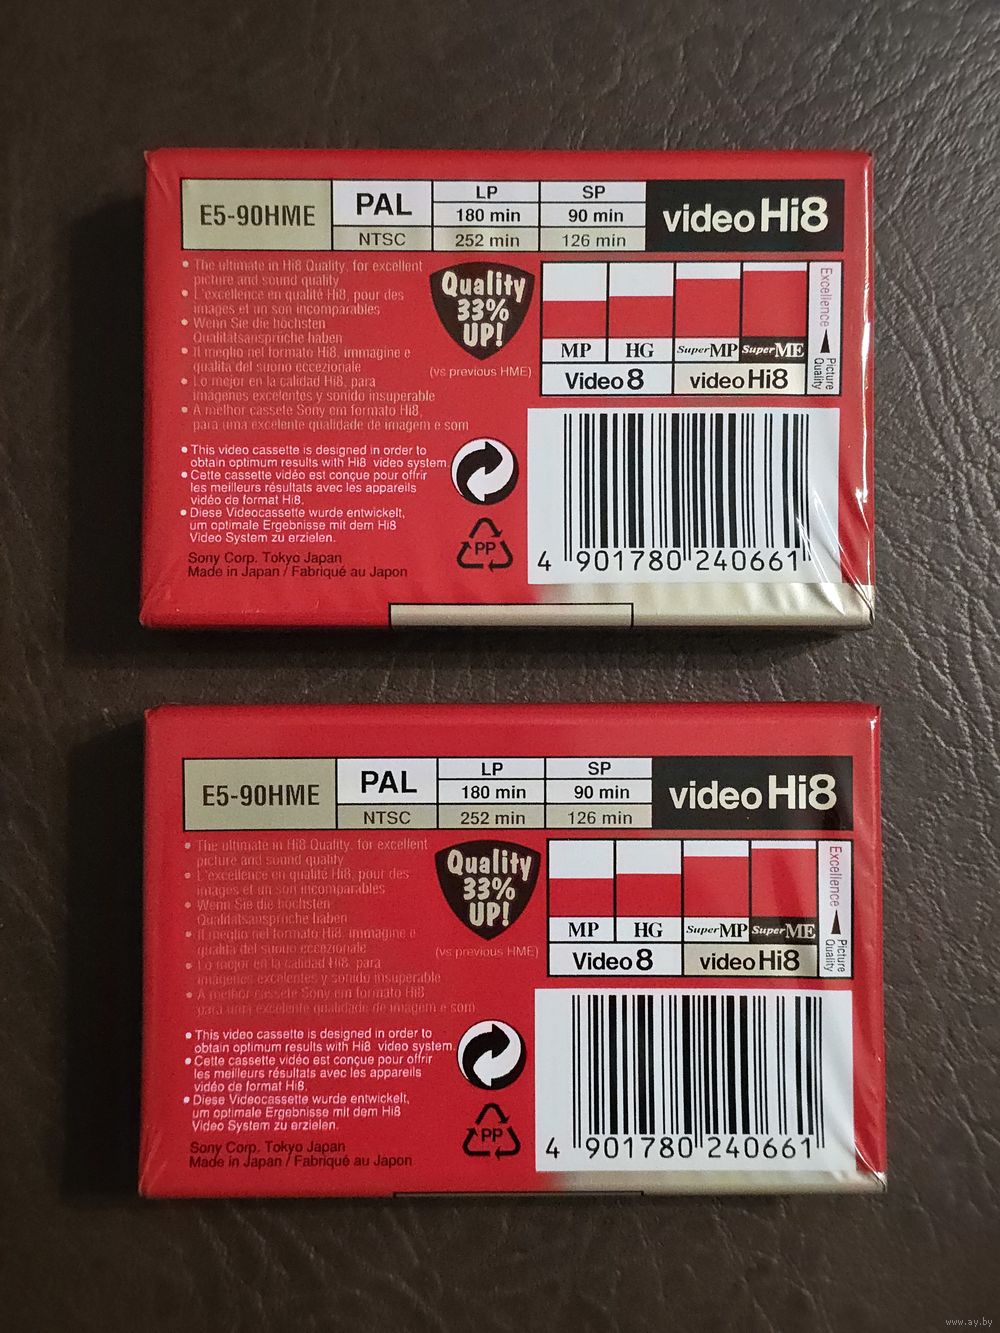 E5-90HME
PAL
NTSC
LP
180 min
252 min
SP
90 min
126 min
video Hi8
• The ultimate in Hi8 Quality, for excellent
picture and sound quality
• L'excellence en qualité Hi8, pour des
images et un son incomparables
• Wenn Sie die höchsten
Qualitätsansprüche haben
• Il meglio nel formato Hi8, immagine e
qualità del suono eccezionale
• Lo mejor en la calidad Hi8, para
imágenes excelentes y sonido insuperable
• A melhor cassete Sony em formato Hi8,
para uma excelente qualidade de imagem e som
Quality
33%
UP!
(vs previous HME)
MP
HG
Super MP
Super ME
Video 8
video Hi8
Excellence
Picture
Quality
• This video cassette is designed in order to
obtain optimum results with Hi8 video system.
• Cette cassette vidéo est conçue pour offrir
les meilleurs résultats avec les appareils
vidéo de format Hi8.
• Diese Videocassette wurde entwickelt,
um optimale Ergebnisse mit dem Hi8
Video System zu erzielen.
Sony Corp. Tokyo Japan
Made in Japan / Fabriqué au Japon
PP
4 901780 240661
E5-90HME
PAL
NTSC
LP
180 min
252 min
SP
90 min
126 min
video Hi8
• The ultimate in Hi8 Quality, for excellent
picture and sound quality
• L'excellence en qualité Hi8, pour des
images et un son incomparables
• Wenn Sie die höchsten
Qualitätsansprüche haben
• Il meglio nel formato Hi8, immagine e
qualità del suono eccezionale
• Lo mejor en la calidad Hi8, para
imágenes excelentes y sonido insuperable
• A melhor cassete Sony em formato Hi8,
para uma excelente qualidade de imagem e som
Quality
33%
UP!
(vs previous HME)
MP
HG
Super MP
Super ME
Video 8
video Hi8
Excellence
Picture
Quality
• This video cassette is designed in order to
obtain optimum results with Hi8 video system.
• Cette cassette vidéo est conçue pour offrir
les meilleurs résultats avec les appareils
vidéo de format Hi8.
• Diese Videocassette wurde entwickelt,
um optimale Ergebnisse mit dem Hi8
Video System zu erzielen.
Sony Corp. Tokyo Japan
Made in Japan / Fabriqué au Japon
PP
4 901780 240661
www.ay.by